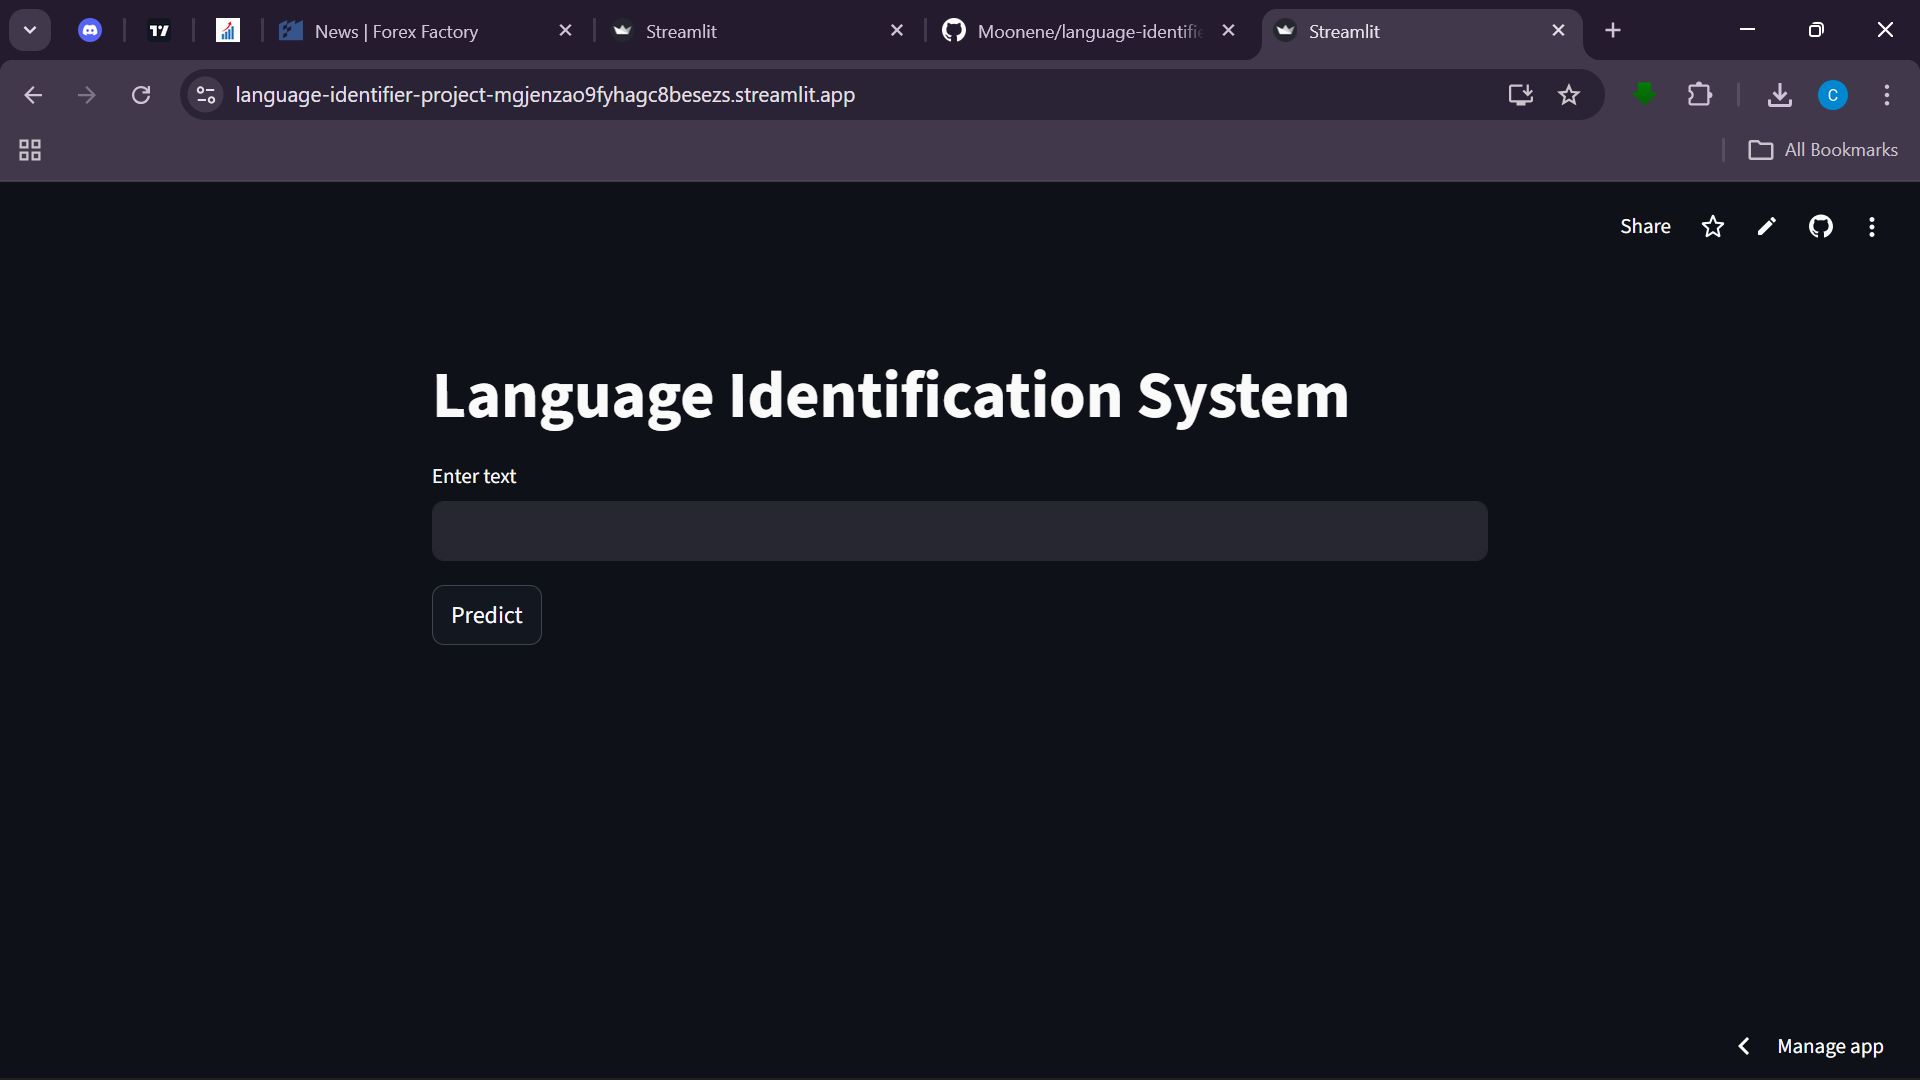 News | Forex Factory
Streamlit
Moonene/language-identifie
Streamlit
language-identifier-project-mgjenzao9fyhagc8besezs.streamlit.app
C
All Bookmarks
Share
Language Identification System
Enter text
Predict
Manage app